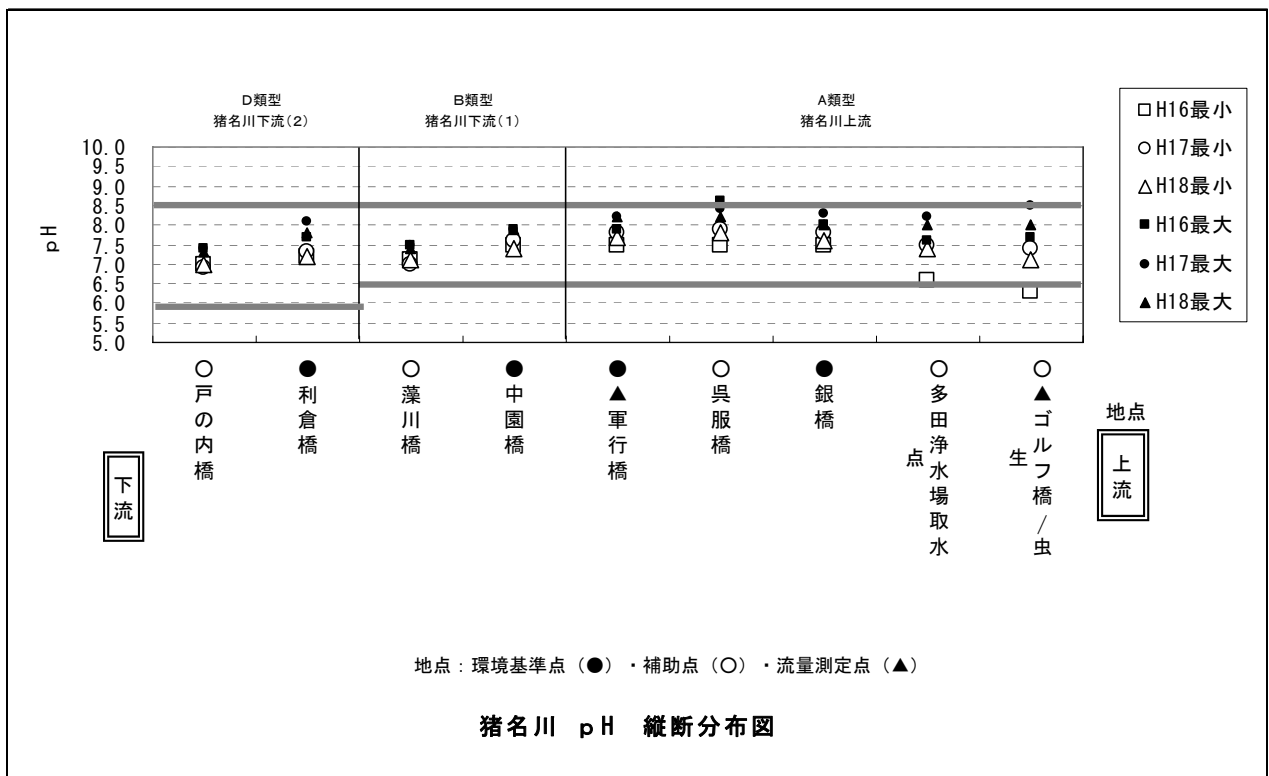 D類型
猪名川下流(2)
B類型
猪名川下流(1)
A類型
猪名川上流
□H16最小
○H17最小
△H18最小
■H16最大
●H17最大
▲H18最大
pH
10.0
9.5
9.0
8.5
8.0
7.5
7.0
6.5
6.0
5.5
5.0
○戸の内橋
●利倉橋
○藻川橋
●中園橋
●▲軍行橋
○呉服橋
●銀橋
○多田浄水場取水
点
○▲ゴルフ橋/虫
生
地点
下流
上流
地点:環境基準点(●)・補助点(○)・流量測定点(▲)
猪名川 pH 縦断分布図